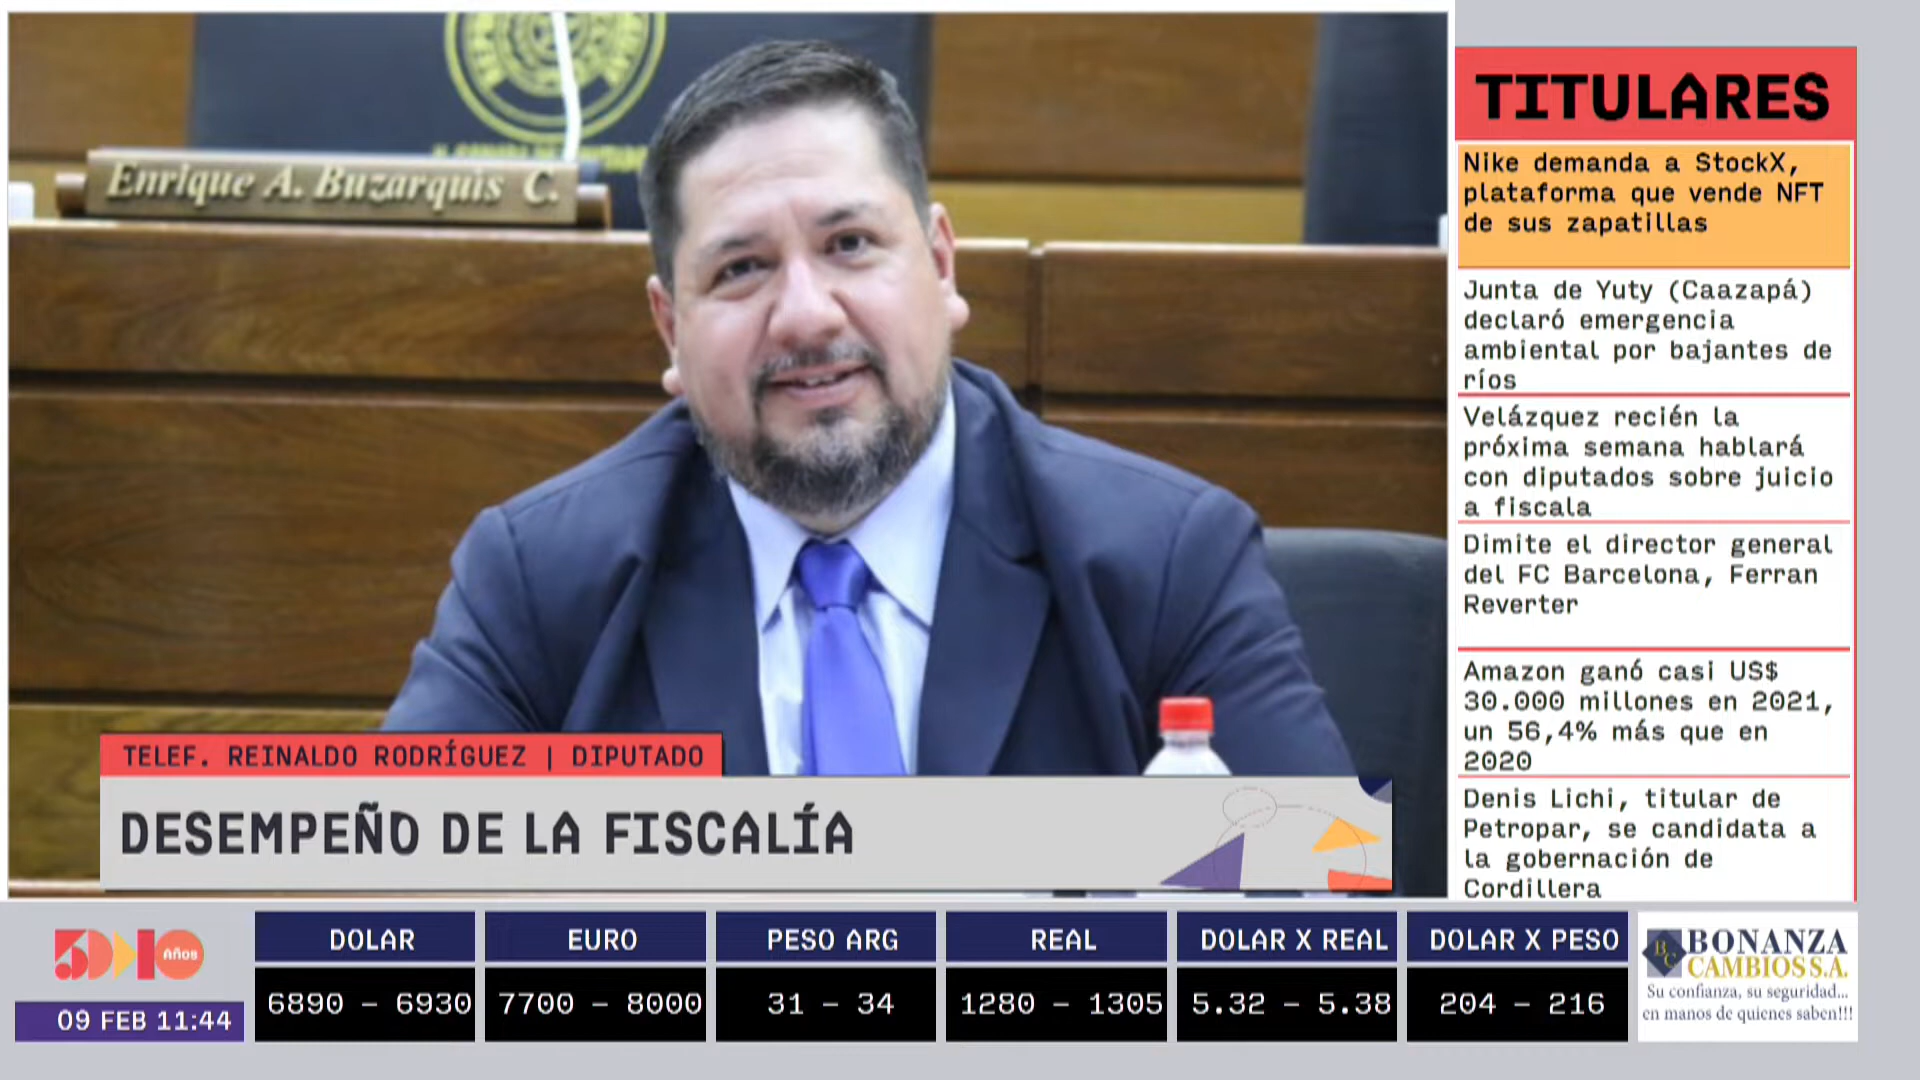 Enrique A. Buzarquis C.
TELEF. REINALDO RODRÍGUEZ | DIPUTADO
DESEMPEÑO DE LA FISCALÍA
TITULARES
Nike demanda a StockX,
plataforma que vende NFT
de sus zapatillas
Junta de Yuty (Caazapá)
declaró emergencia
ambiental por bajantes de
ríos
Velázquez recién la
próxima semana hablará
con diputados sobre juicio
a fiscala
Dimite el director general
del FC Barcelona, Ferran
Reverter
Amazon ganó casi US$
30.000 millones en 2021,
un 56,4% más que en
2020
Denis Lichi, titular de
Petropar, se candidata a
la gobernación de
Cordillera
Años
09 FEB 11:44
DOLAR
6890 - 6930
EURO
7700 - 8000
PESO ARG
31 - 34
REAL
1280 - 1305
DOLAR X REAL
5.32 - 5.38
DOLAR X PESO
204 - 216
BC
BONANZA
CAMBIOS S.A.
Su confianza, su seguridad...
en manos de quienes saben!!!